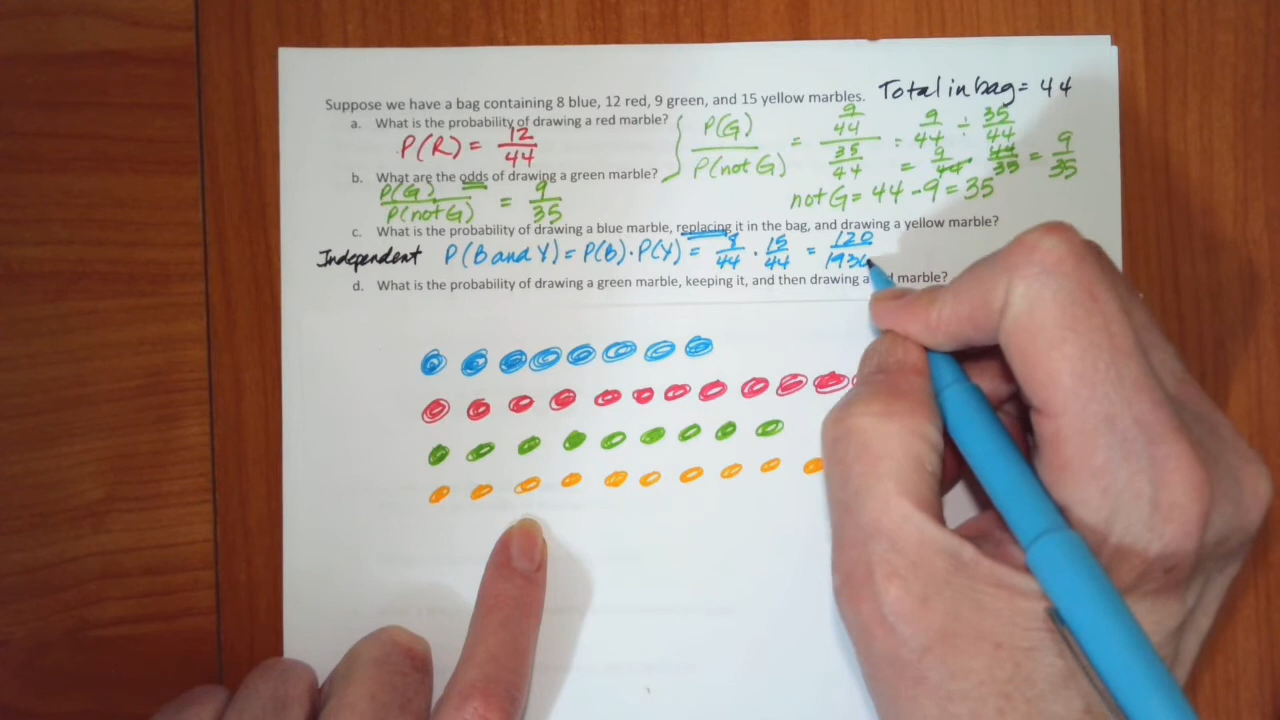 Suppose we have a bag containing 8 blue, 12 red, 9 green, and 15 yellow marbles. Total in bag = 44
a. What is the probability of drawing a red marble?
P(R) = 12/44
P(G)/P(not G) = 9/44 / 35/44 = 9/44 ÷ 35/44
= 9/44 44/35 = 9/35
b. What are the odds of drawing a green marble?
P(G)/P(not G) = 9/35
not G = 44 - 9 = 35
c. What is the probability of drawing a blue marble, replacing it in the bag, and drawing a yellow marble?
Independent P(B and Y) = P(B) · P(Y) = 8/44 · 15/44 = 120/1936
d. What is the probability of drawing a green marble, keeping it, and then drawing a marble?